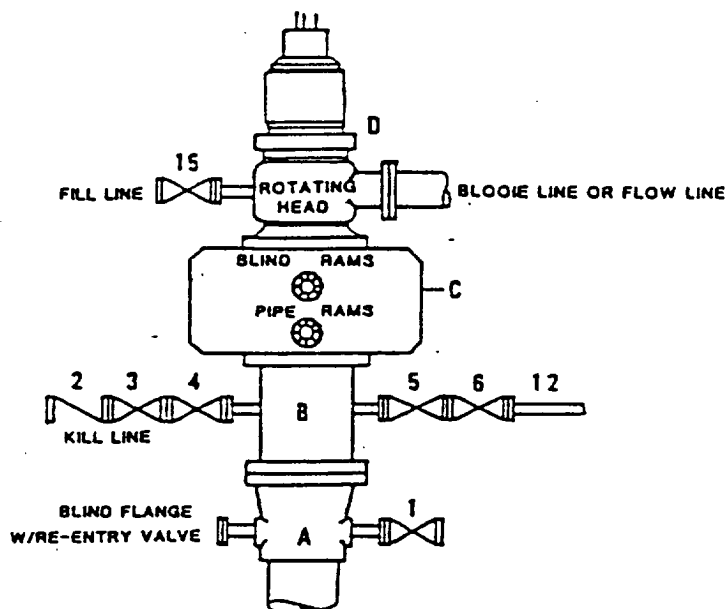 D
15
FILL LINE
ROTATING
HEAD
BLOOIE LINE OR FLOW LINE
BLIND RAMS
C
PIPE RAMS
2 3 4 5 6 12
B
KILL LINE
BLIND FLANGE
W/RE-ENTRY VALVE
A
1